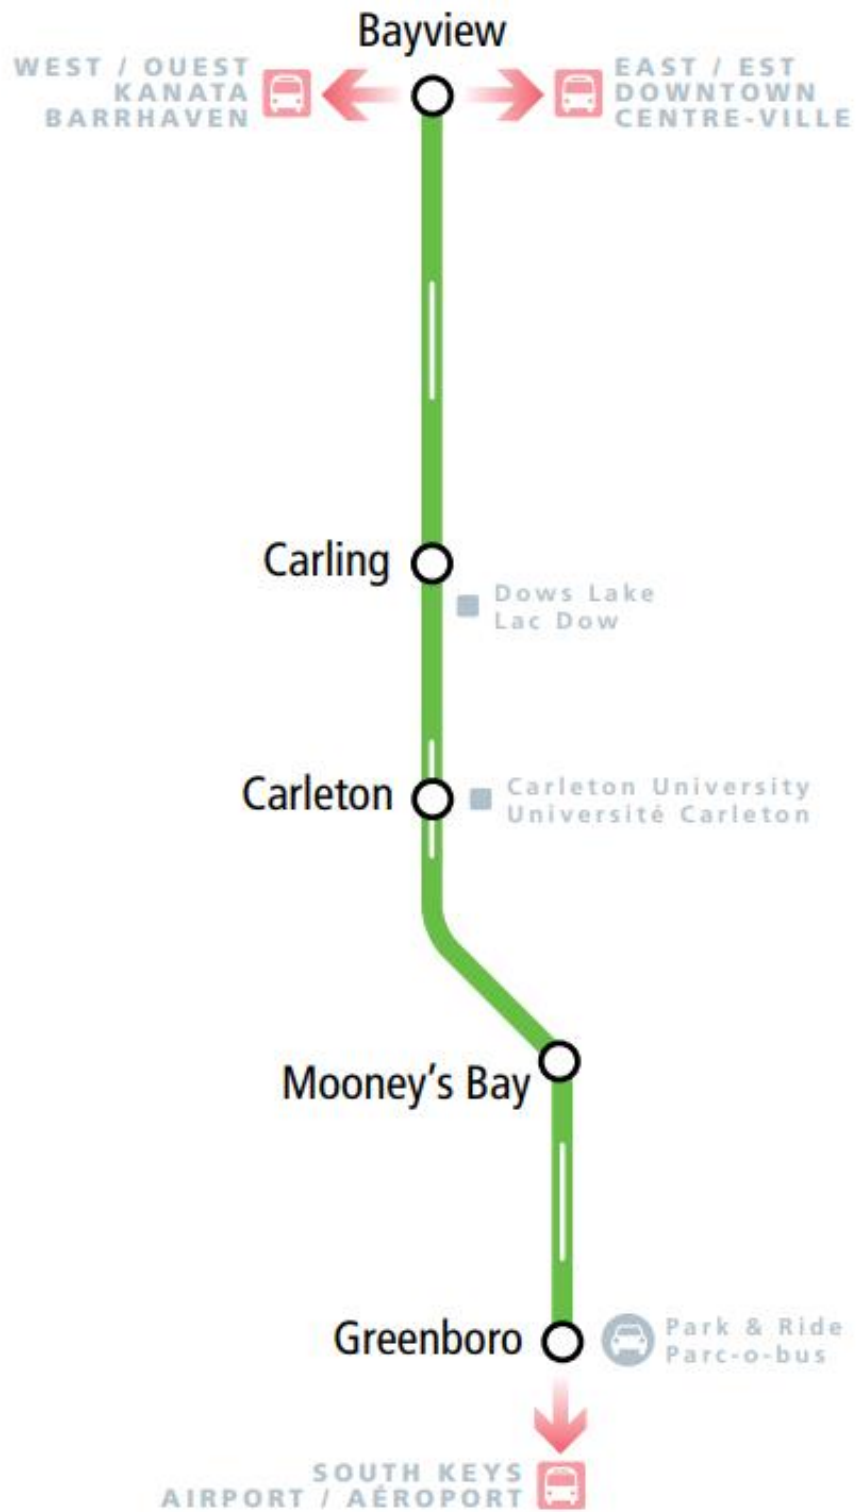 Bayview
WEST / OUEST
KANATA
BARRHAVEN
EAST / EST
DOWNTOWN
CENTRE-VILLE
Carling
Dows Lake
Lac Dow
Carleton
Carleton University
Université Carleton
Mooney's Bay
Greenboro
Park & Ride
Parc-o-bus
SOUTH KEYS
AIRPORT / AÉROPORT